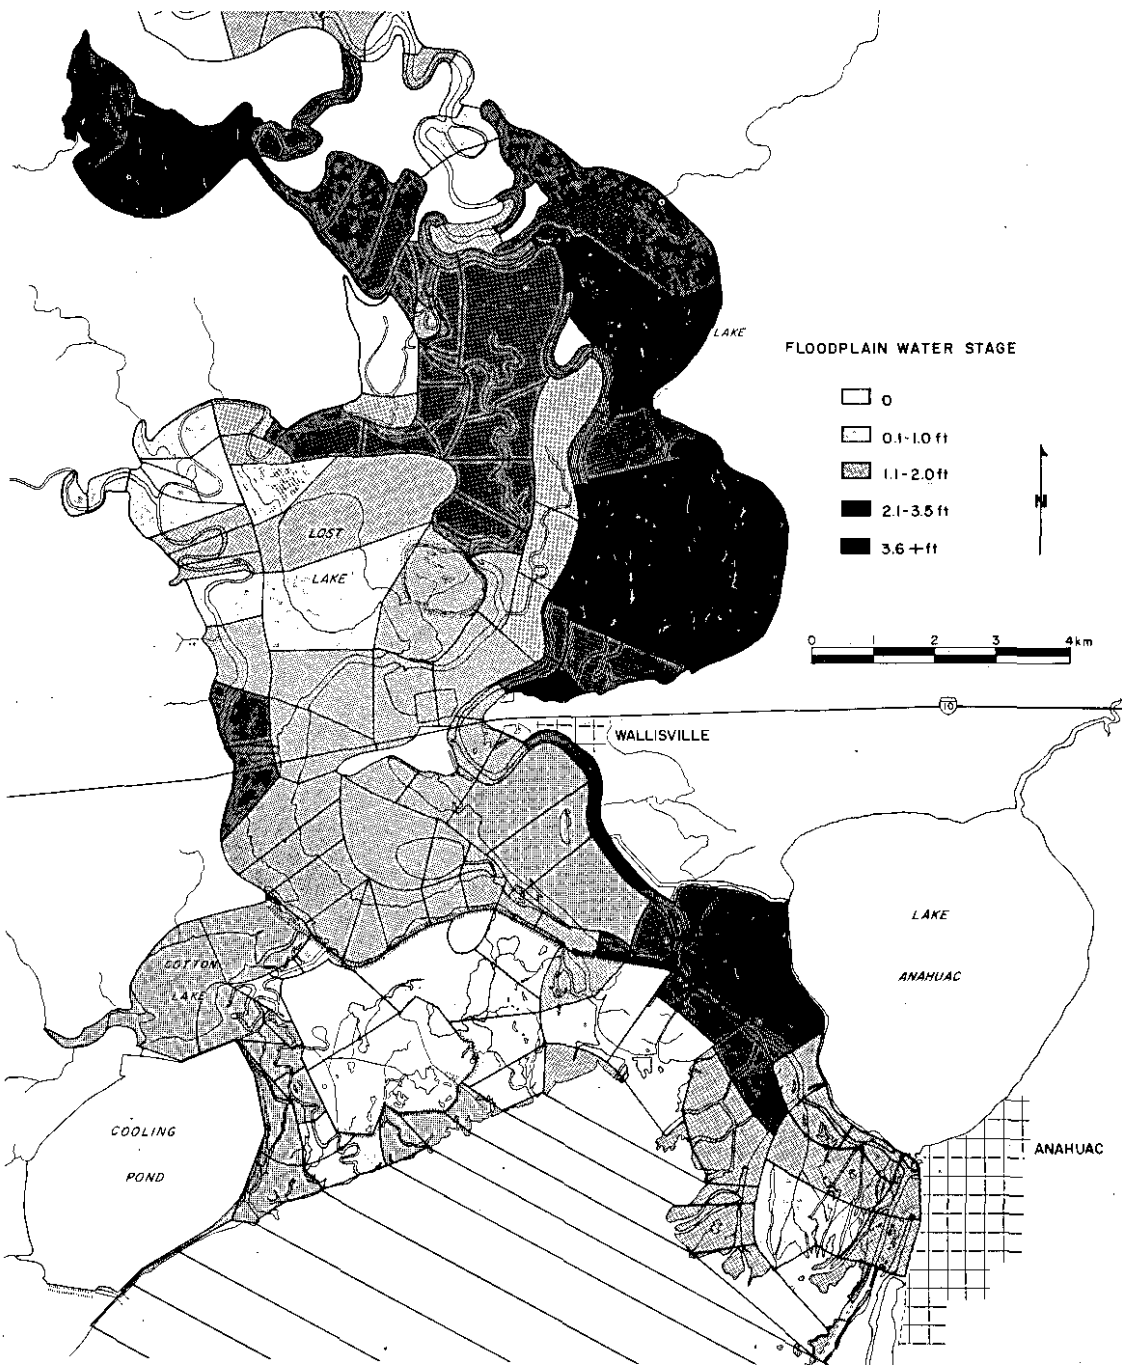 LAKE
FLOODPLAIN WATER STAGE
0
0.1-1.0 ft
1.1-2.0 ft
2.1-3.5 ft
3.6 + ft
N
0 1 2 3 4 km
LOST
LAKE
10
WALLISVILLE
LAKE
ANAHUAC
COTTON
LAKE
COOLING
POND
ANAHUAC